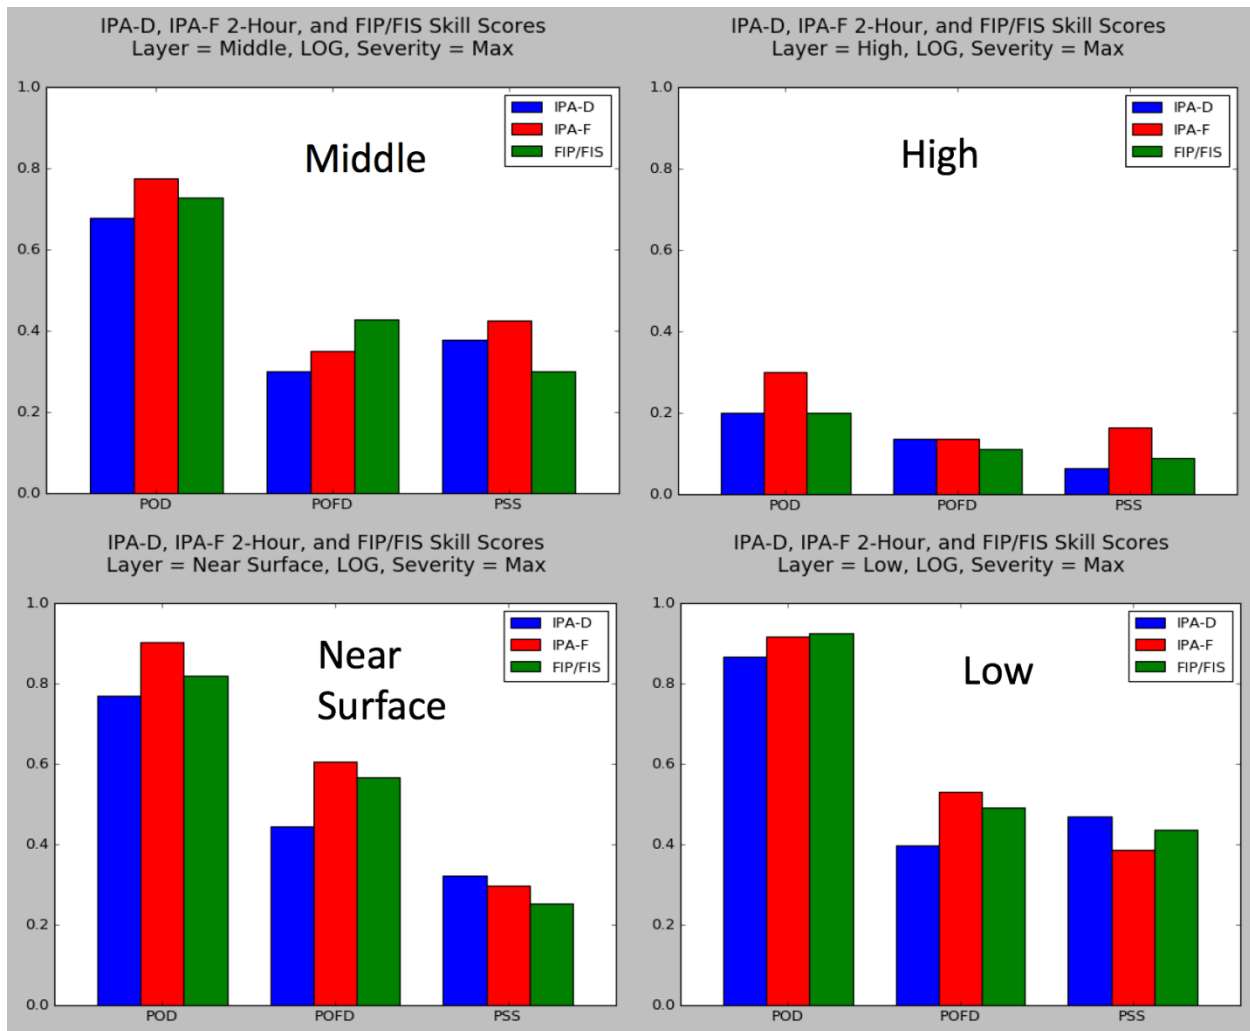 IPA-D, IPA-F 2-Hour, and FIP/FIS Skill Scores
Layer = Middle, LOG, Severity = Max
1.0
0.8
0.6
0.4
0.2
0.0
Middle
IPA-D
IPA-F
FIP/FIS
POD
POFD
PSS
IPA-D, IPA-F 2-Hour, and FIP/FIS Skill Scores
Layer = High, LOG, Severity = Max
1.0
0.8
0.6
0.4
0.2
0.0
High
IPA-D
IPA-F
FIP/FIS
POD
POFD
PSS
IPA-D, IPA-F 2-Hour, and FIP/FIS Skill Scores
Layer = Near Surface, LOG, Severity = Max
1.0
0.8
0.6
0.4
0.2
0.0
Near
Surface
IPA-D
IPA-F
FIP/FIS
POD
POFD
PSS
IPA-D, IPA-F 2-Hour, and FIP/FIS Skill Scores
Layer = Low, LOG, Severity = Max
1.0
0.8
0.6
0.4
0.2
0.0
Low
IPA-D
IPA-F
FIP/FIS
POD
POFD
PSS